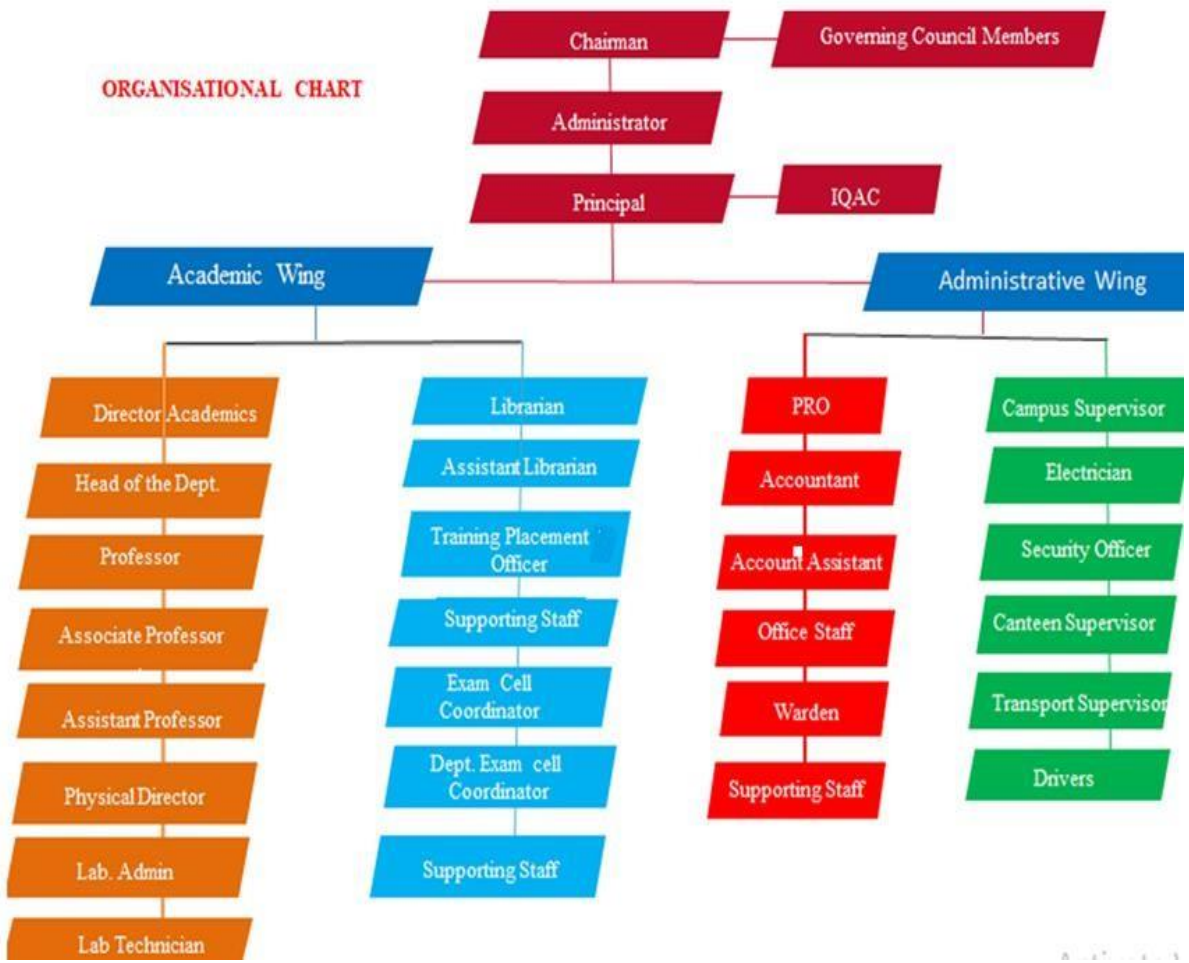 Chairman
Governing Council Members
ORGANISATIONAL CHART
Administrator
Principal
IQAC
Academic Wing
Administrative Wing
Director Academics
Head of the Dept.
Professor
Associate Professor
Assistant Professor
Physical Director
Lab. Admin
Lab Technician
Librarian
Assistant Librarian
Training Placement
Officer
Supporting Staff
Exam Cell
Coordinator
Dept. Exam cell
Coordinator
Supporting Staff
PRO
Accountant
Account Assistant
Office Staff
Warden
Supporting Staff
Campus Supervisor
Electrician
Security Officer
Canteen Supervisor
Transport Supervisor
Drivers